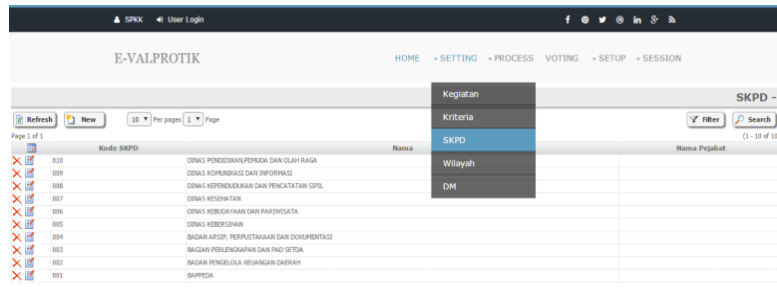 SPKK User Login
E-VALPROTIK
HOME SETTING PROCESS VOTING SETUP SESSION
Kegiatan
Kriteria
SKPD
Wilayah
DM
SKPD -
Refresh New 10 Per pages 1 Page Filter Search
Page 1 of 1 (1 - 10 of 10
Kode SKPD Nama Nama Pejabat
010 DINAS PENDIDIKAN,PEMUDA DAN OLAH RAGA
009 DINAS KOMUNIKASI DAN INFORMASI
008 DINAS KEPENDUDUKAN DAN PENCATATAN SIPIL
007 DINAS KESEHATAN
006 DINAS KEBUDAYAAN DAN PARIWISATA
005 DINAS KEBERSIHAN
004 BADAN ARSIP, PERPUSTAKAAN DAN DOKUMENTASI
003 BAGIAN PERLENGKAPAN DAN PAD SETDA
002 BADAN PENGELOLA KEUANGAN DAERAH
001 BAPPEDA